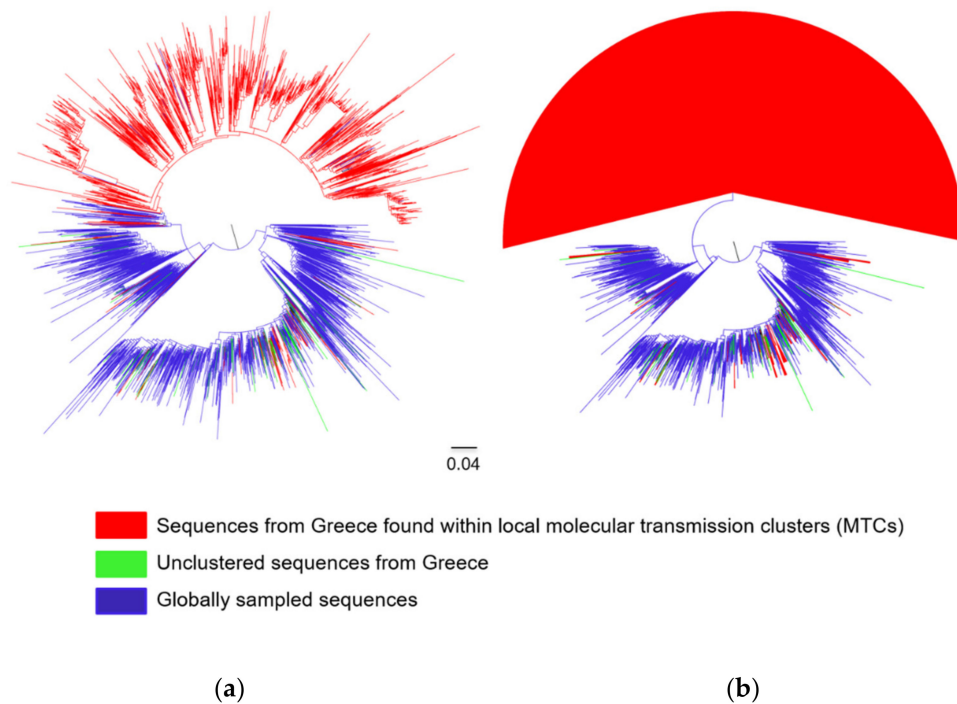 0.04
Sequences from Greece found within local molecular transmission clusters (MTCs)
Unclustered sequences from Greece
Globally sampled sequences
(a) (b)